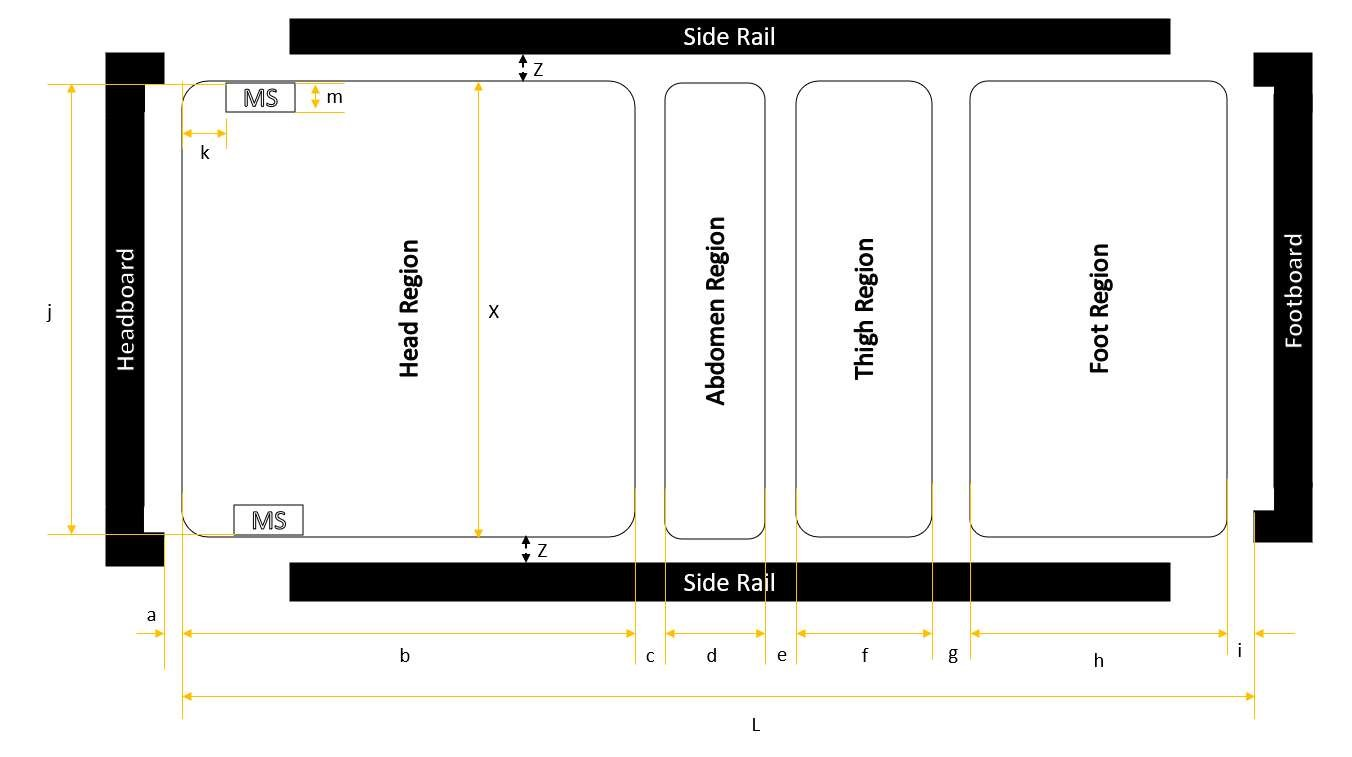 Side Rail
Z
MS
m
k
Headboard
j
Head Region
X
Abdomen Region
Thigh Region
Foot Region
Footboard
MS
Z
Side Rail
a
b
c
d
e
f
g
h
i
L